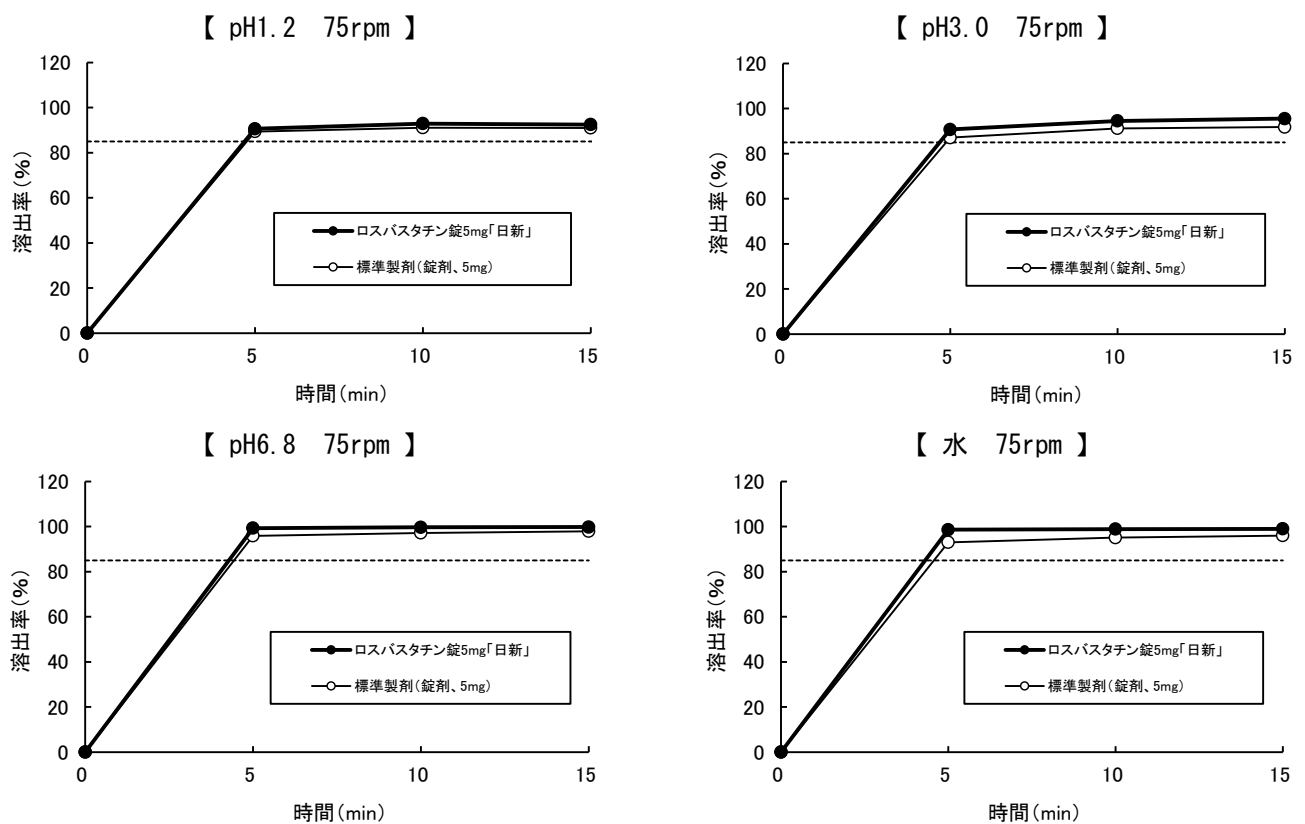 【 pH1.2 75rpm 】
120
100
80
60
40
20
0
溶出率(%)
ロスバスタチン錠5mg「日新」
標準製剤(錠剤、5mg)
0 5 10 15
時間(min)
【 pH3.0 75rpm 】
120
100
80
60
40
20
0
溶出率(%)
ロスバスタチン錠5mg「日新」
標準製剤(錠剤、5mg)
0 5 10 15
時間(min)
【 pH6.8 75rpm 】
120
100
80
60
40
20
0
溶出率(%)
ロスバスタチン錠5mg「日新」
標準製剤(錠剤、5mg)
0 5 10 15
時間(min)
【 水 75rpm 】
120
100
80
60
40
20
0
溶出率(%)
ロスバスタチン錠5mg「日新」
標準製剤(錠剤、5mg)
0 5 10 15
時間(min)